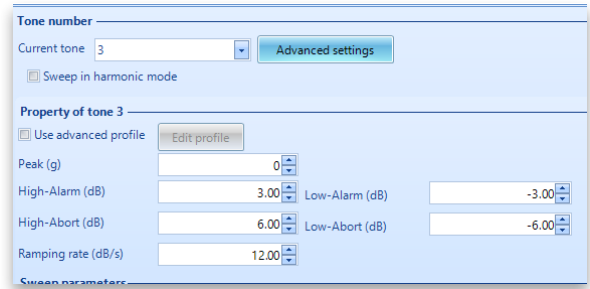 Tone number
Current tone 3 Advanced settings
Sweep in harmonic mode
Property of tone 3
Use advanced profile Edit profile
Peak (g) 0
High-Alarm (dB) 3.00 Low-Alarm (dB) -3.00
High-Abort (dB) 6.00 Low-Abort (dB) -6.00
Ramping rate (dB/s) 12.00
Sweep parameters